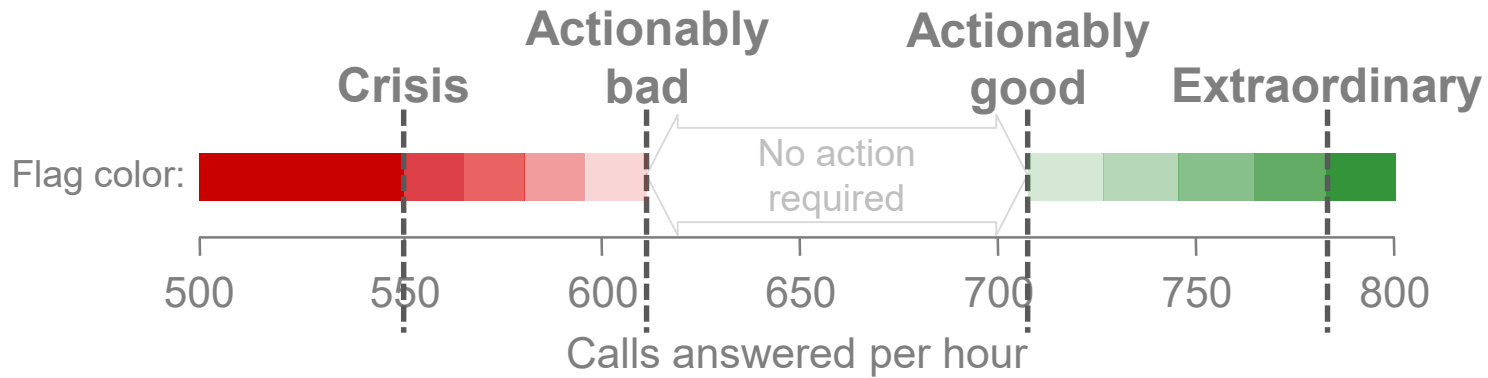 Actionably
bad
Actionably
good
Crisis
Extraordinary
Flag color:
No action
required
500
550
600
650
700
750
800
Calls answered per hour